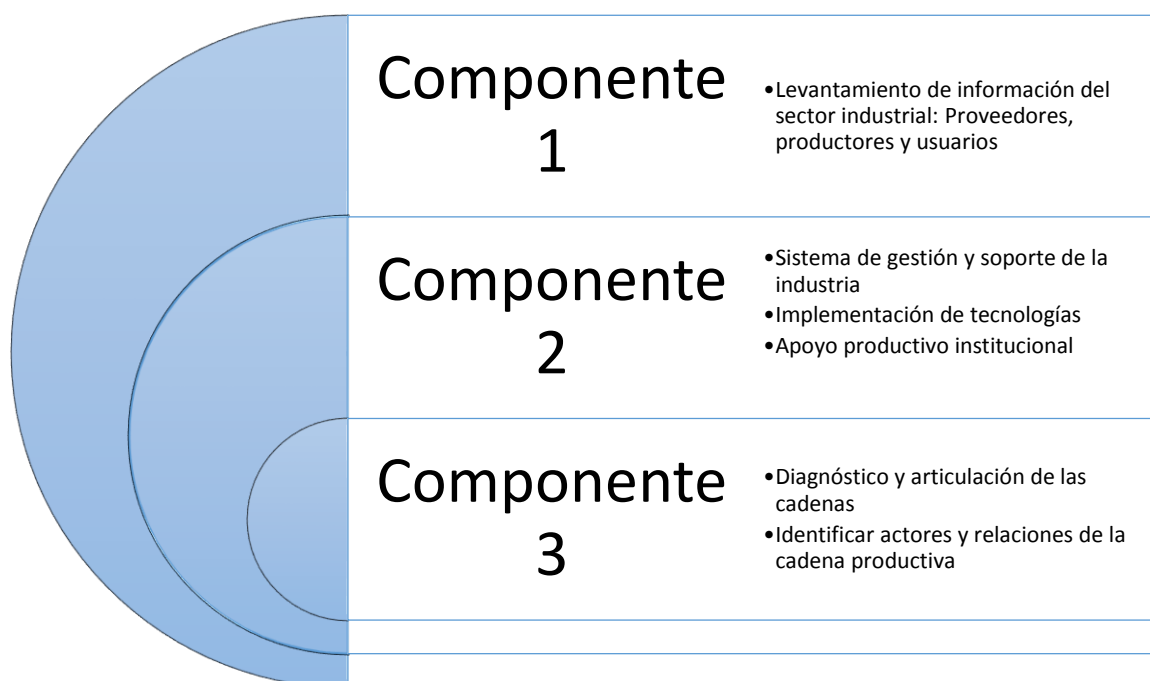 Componente
1
•Levantamiento de información del
sector industrial: Proveedores,
productores y usuarios
Componente
2
•Sistema de gestión y soporte de la
industria
•Implementación de tecnologías
•Apoyo productivo institucional
Componente
3
•Diagnóstico y articulación de las
cadenas
•Identificar actores y relaciones de la
cadena productiva